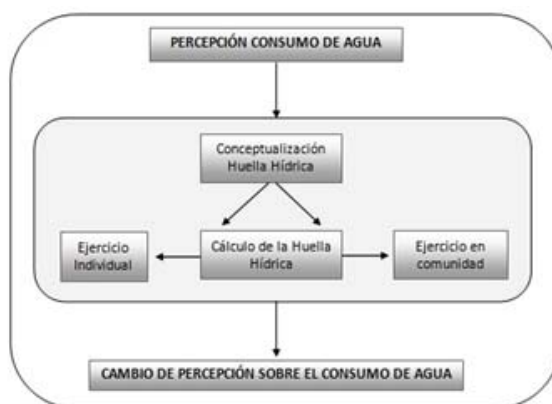 PERCEPCIÓN CONSUMO DE AGUA
Conceptualización
Huella Hídrica
Ejercicio
Individual
Cálculo de la Huella
Hídrica
Ejercicio en
comunidad
CAMBIO DE PERCEPCIÓN SOBRE EL CONSUMO DE AGUA